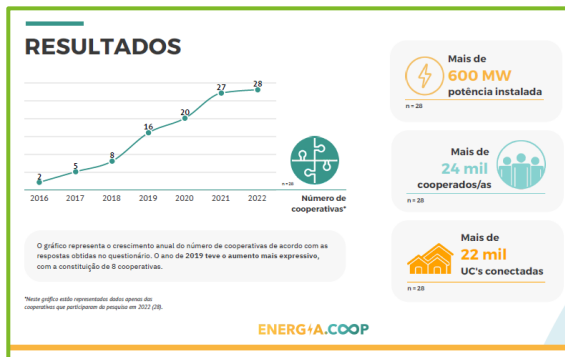 RESULTADOS
2
5
8
16
20
27
28
2016
2017
2018
2019
2020
2021
2022
n=28
Número de
cooperativas*
O gráfico representa o crescimento anual do número de cooperativas de acordo com as
respostas obtidas no questionário. O ano de 2019 teve o aumento mais expressivo,
com a constituição de 8 cooperativas.
*Neste gráfico estão representados dados apenas das
cooperativas que participaram da pesquisa em 2022 (28).
Mais de
600 MW
potência instalada
n = 28
Mais de
24 mil
cooperados/as
n = 28
Mais de
22 mil
UC's conectadas
n = 28
ENERGIA.COOP